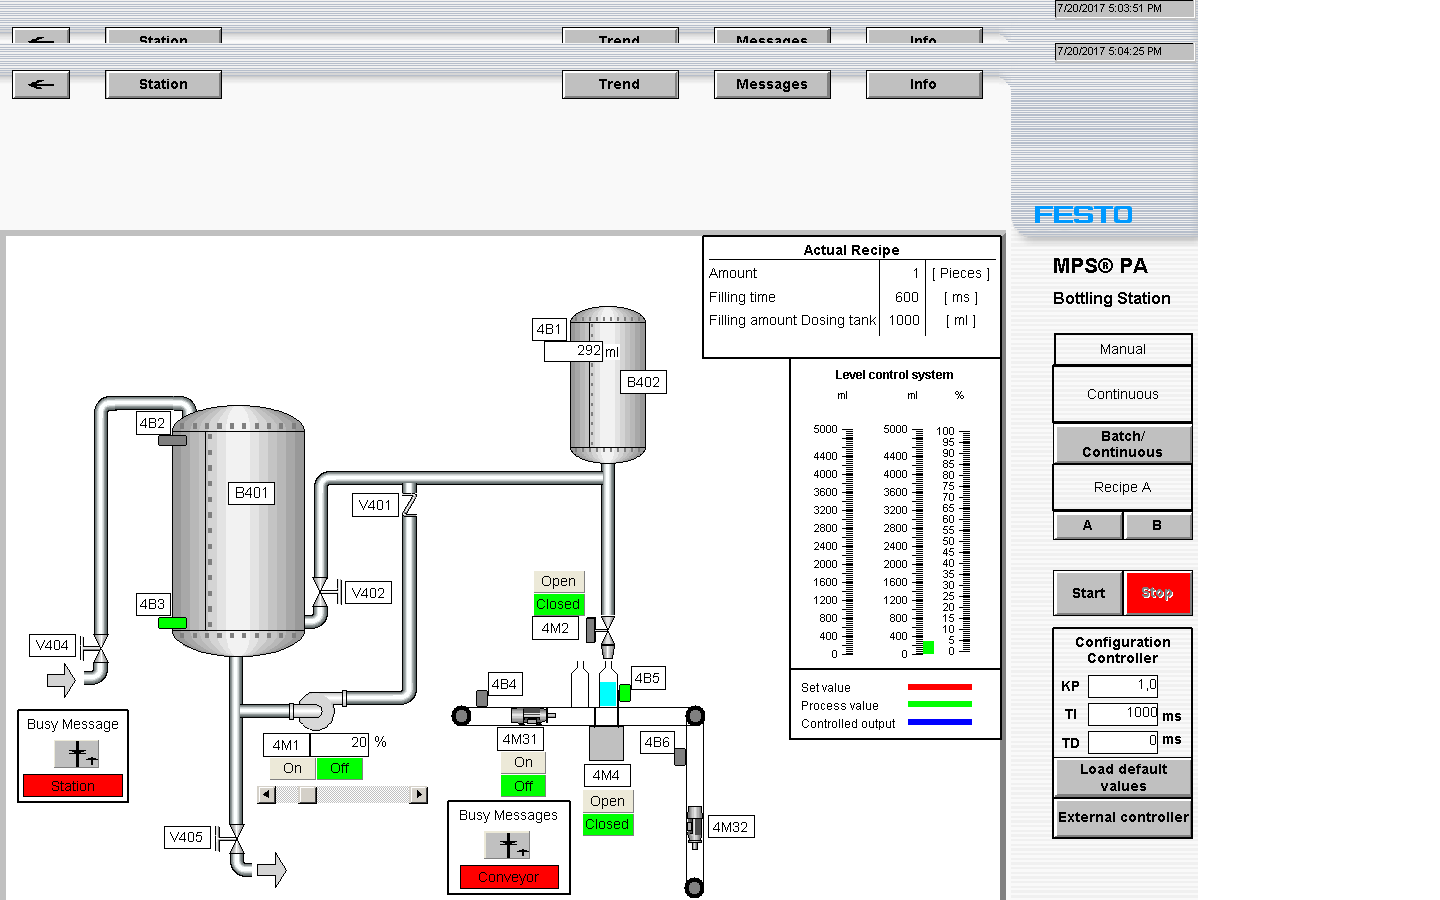 7/20/2017 5:03:51 PM
Station
Trend
Messages
Info
7/20/2017 5:04:25 PM
Station
Trend
Messages
Info
FESTO
MPS® PA
Bottling Station
Actual Recipe
Amount 1 [ Pieces ]
Filling time 600 [ ms ]
Filling amount Dosing tank 1000 [ ml ]
4B1
292 ml
B402
4B2
B401
V401
V402
4B3
V404
V405
Busy Message
Station
4M1 20 %
On Off
Open
Closed
4M2
4B4
4B5
4M31
On
Off
4B6
4M4
Open
Closed
4M32
Busy Messages
Conveyor
Level control system
ml ml %
5000
4400
4000
3600
3200
2800
2400
2000
1600
1200
800
400
0
5000
4400
4000
3600
3200
2800
2400
2000
1600
1200
800
400
0
100
95
90
85
80
75
70
65
60
55
50
45
40
35
30
25
20
15
10
5
0
Set value
Process value
Controlled output
Manual
Continuous
Batch/
Continuous
Recipe A
A B
Start Stop
Configuration
Controller
KP 1,0
TI 1000 ms
TD 0 ms
Load default
values
External controller